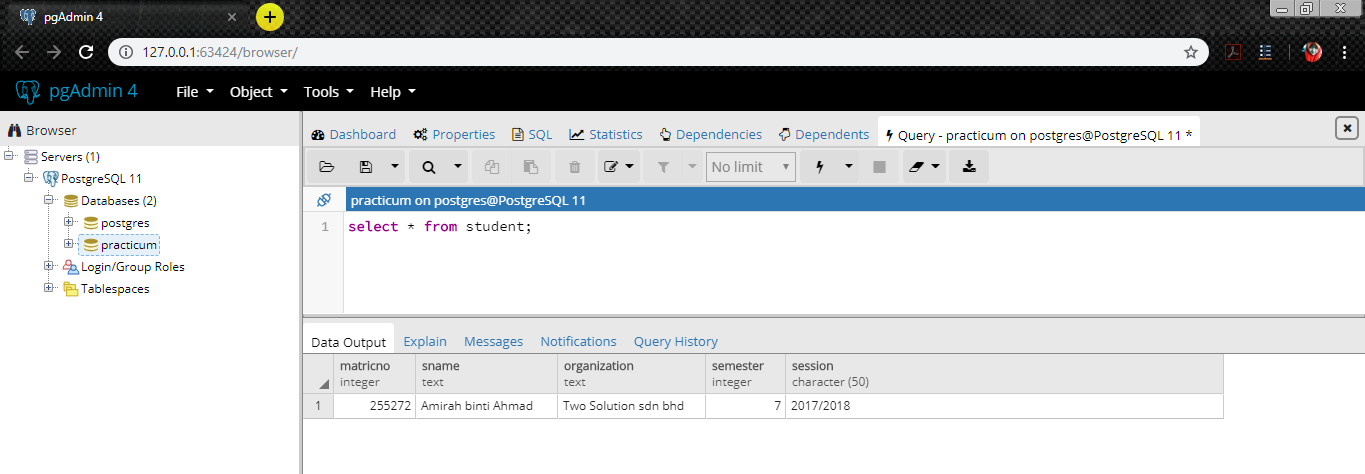 pgAdmin 4
127.0.0.1:63424/browser/
pgAdmin 4 File Object Tools Help
Browser
Servers (1)
PostgreSQL 11
Databases (2)
postgres
practicum
Login/Group Roles
Tablespaces
Dashboard Properties SQL Statistics Dependencies Dependents Query - practicum on postgres@PostgreSQL 11 *
No limit
practicum on postgres@PostgreSQL 11
1 select * from student;
Data Output Explain Messages Notifications Query History
matricno sname organization semester session
integer text text integer character (50)
1 255272 Amirah binti Ahmad Two Solution sdn bhd 7 2017/2018